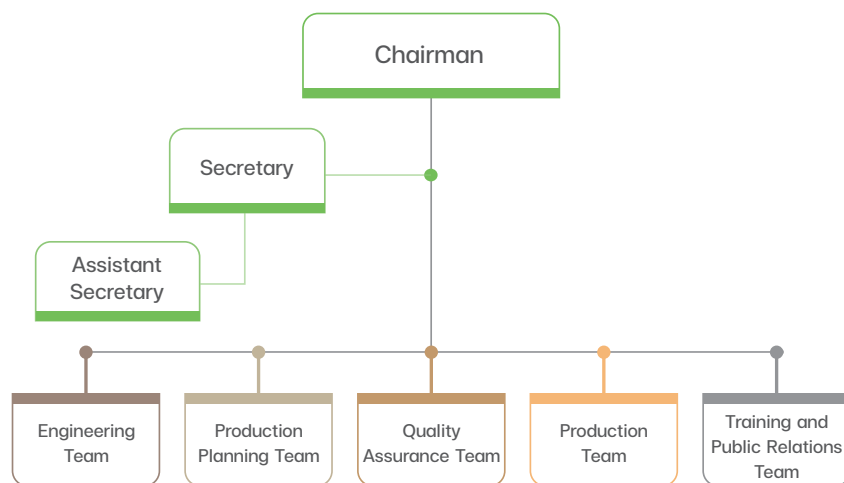 Chairman
Secretary
Assistant
Secretary
Engineering
Team
Production
Planning Team
Quality
Assurance Team
Production
Team
Training and
Public Relations
Team